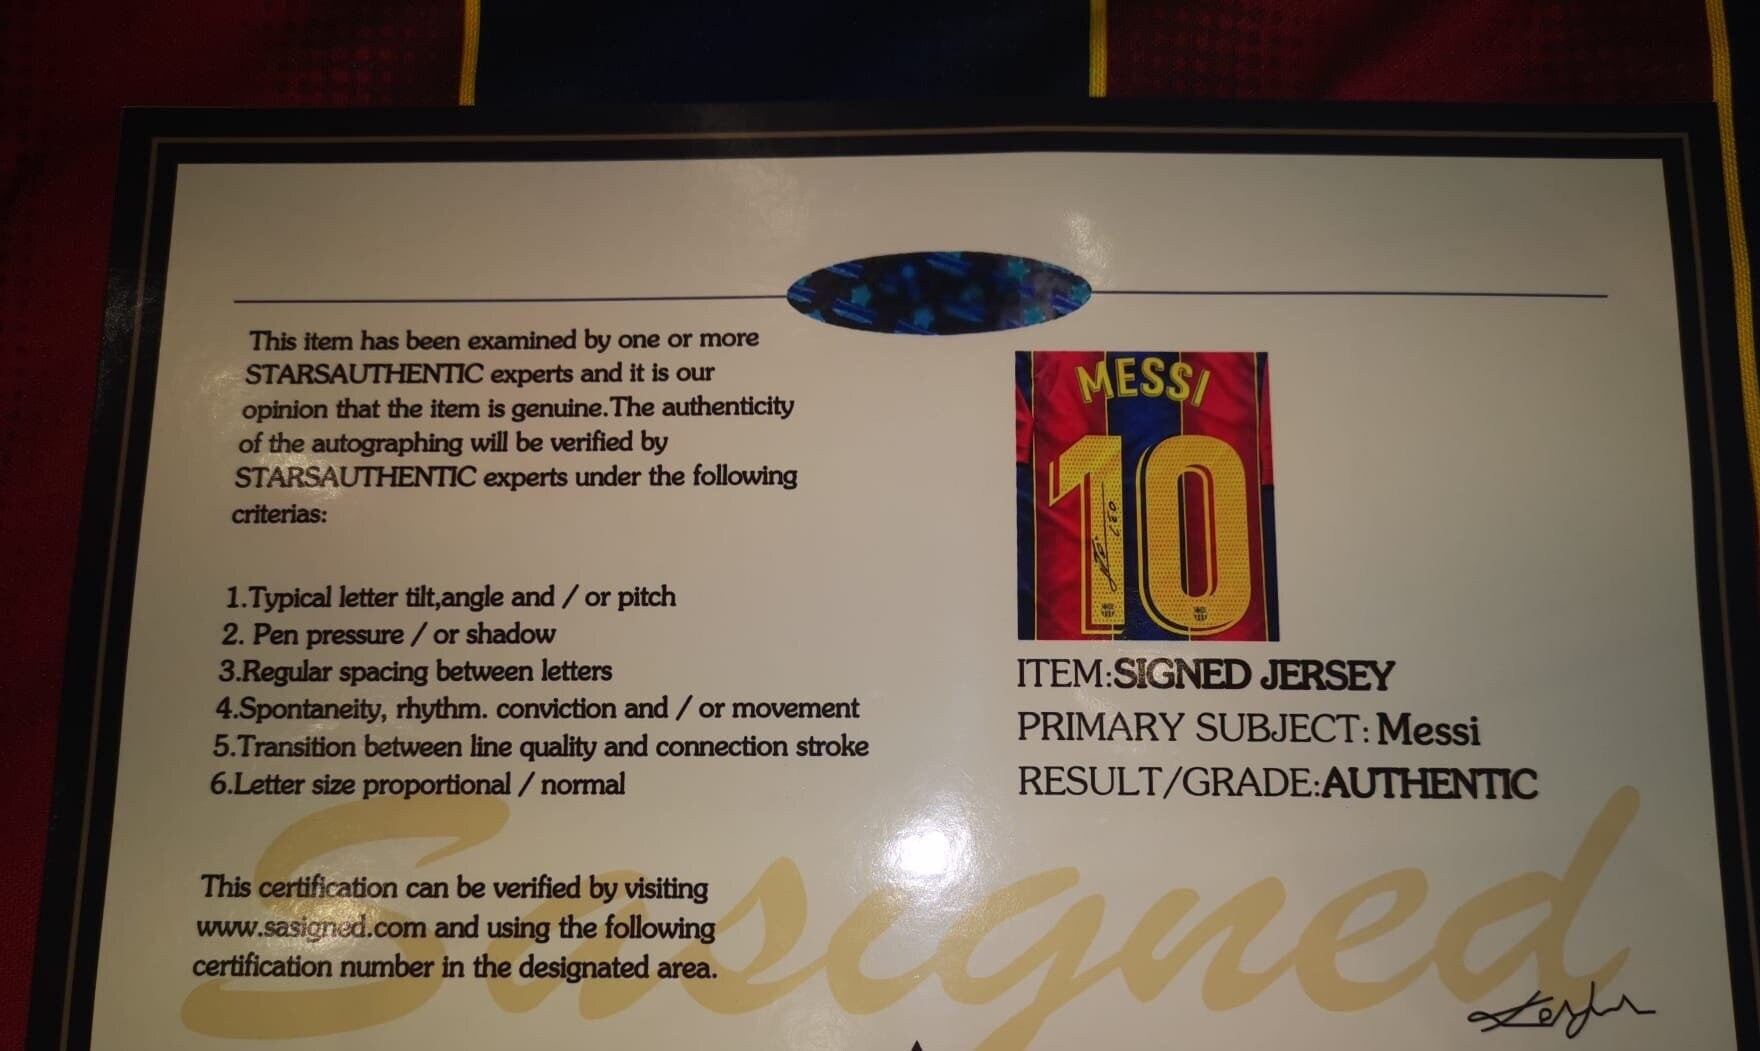 This item has been examined by one or more
STARSAUTHENTIC experts and it is our
opinion that the item is genuine.The authenticity
of the autographing will be verified by
STARSAUTHENTIC experts under the following
criterias:
1.Typical letter tilt,angle and / or pitch
2. Pen pressure / or shadow
3.Regular spacing between letters
4.Spontaneity, rhythm. conviction and / or movement
5.Transition between line quality and connection stroke
6.Letter size proportional / normal
This certification can be verified by visiting
www.sasigned.com and using the following
certification number in the designated area.
MESSI
10
LEO
ITEM:SIGNED JERSEY
PRIMARY SUBJECT: Messi
RESULT/GRADE:AUTHENTIC
Sasigned